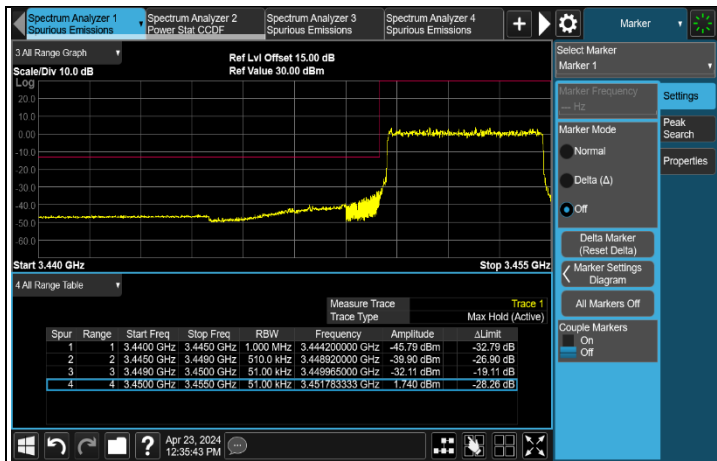 Spectrum Analyzer 1
Spurious Emissions
Spectrum Analyzer 2
Power Stat CCDF
Spectrum Analyzer 3
Spurious Emissions
Spectrum Analyzer 4
Spurious Emissions
+
Marker
3 All Range Graph
Scale/Div 10.0 dB
Ref Lvl Offset 15.00 dB
Ref Value 30.00 dBm
Log
20.0
10.0
0.00
-10.0
-20.0
-30.0
-40.0
-50.0
-60.0
Start 3.440 GHz
Stop 3.455 GHz
4 All Range Table
Measure Trace Trace 1
Trace Type Max Hold (Active)
Spur Range Start Freq Stop Freq RBW Frequency Amplitude ΔLimit
1 1 3.4400 GHz 3.4450 GHz 1.000 MHz 3.444200000 GHz -45.79 dBm -32.79 dB
2 2 3.4450 GHz 3.4490 GHz 510.0 kHz 3.448920000 GHz -39.90 dBm -26.90 dB
3 3 3.4490 GHz 3.4500 GHz 51.00 kHz 3.449965000 GHz -32.11 dBm -19.11 dB
4 4 3.4500 GHz 3.4550 GHz 51.00 kHz 3.451783333 GHz 1.740 dBm -28.26 dB
Select Marker
Marker 1
Marker Frequency
--- Hz
Marker Mode
Normal
Delta (Δ)
Off
Delta Marker
(Reset Delta)
Marker Settings
Diagram
All Markers Off
Couple Markers
On
Off
Settings
Peak
Search
Properties
?
Apr 23, 2024
12:35:43 PM